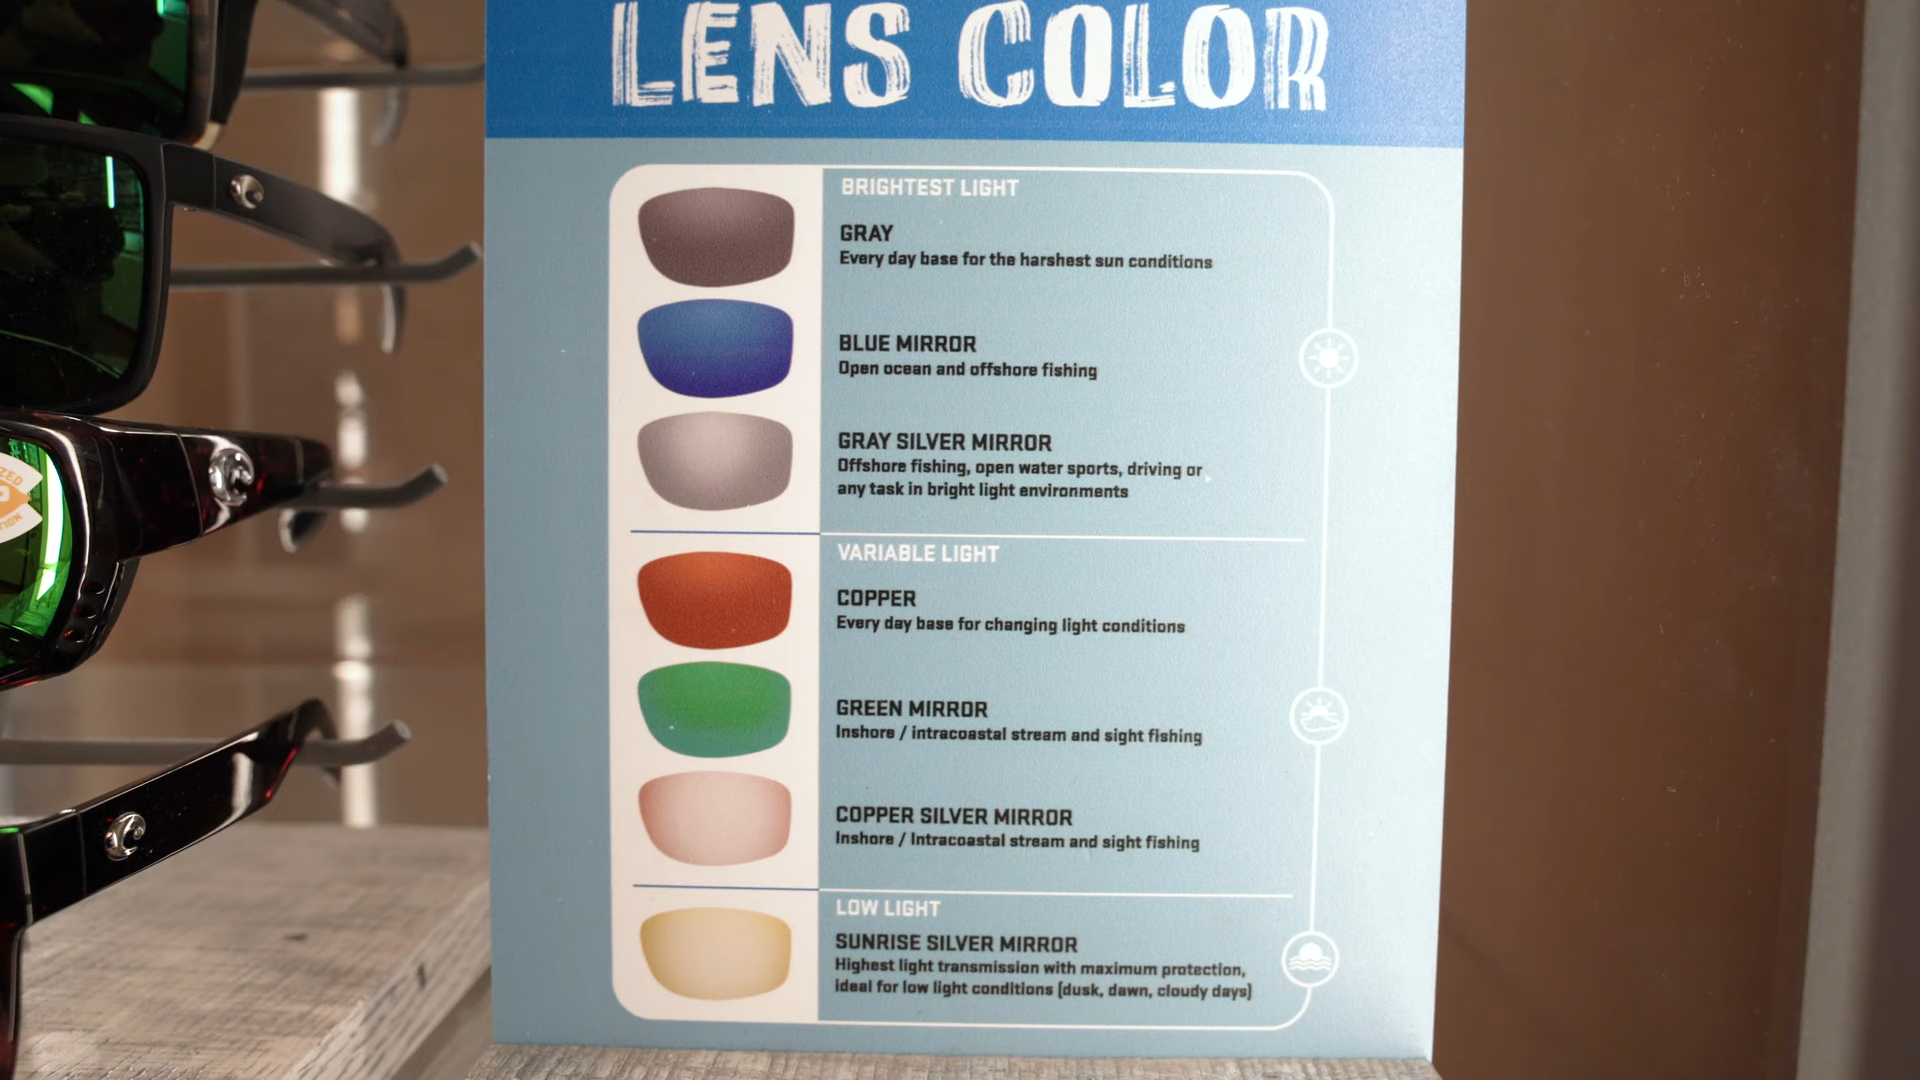 LENS COLOR
BRIGHTEST LIGHT
GRAY
Every day base for the harshest sun conditions
BLUE MIRROR
Open ocean and offshore fishing
GRAY SILVER MIRROR
Offshore fishing, open water sports, driving or
any task in bright light environments
VARIABLE LIGHT
COPPER
Every day base for changing light conditions
GREEN MIRROR
Inshore / intracoastal stream and sight fishing
COPPER SILVER MIRROR
Inshore / Intracoastal stream and sight fishing
LOW LIGHT
SUNRISE SILVER MIRROR
Highest light transmission with maximum protection,
ideal for low light conditions (dusk, dawn, cloudy days)